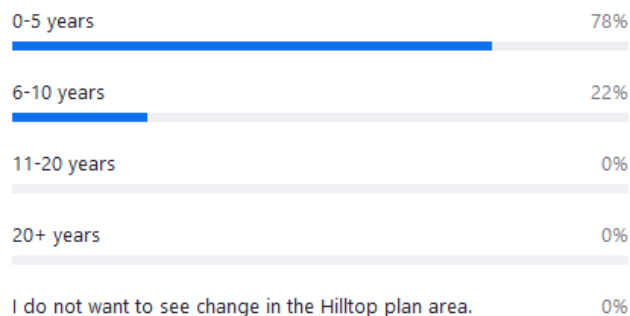 0-5 years 78%
6-10 years 22%
11-20 years 0%
20+ years 0%
I do not want to see change in the Hilltop plan area. 0%